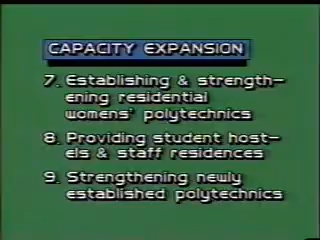 CAPACITY EXPANSION
7. Establishing & strength-
ening residential
womens' polytechnics
8. Providing student host-
els & staff residences
9. Strengthening newly
established polytechnics